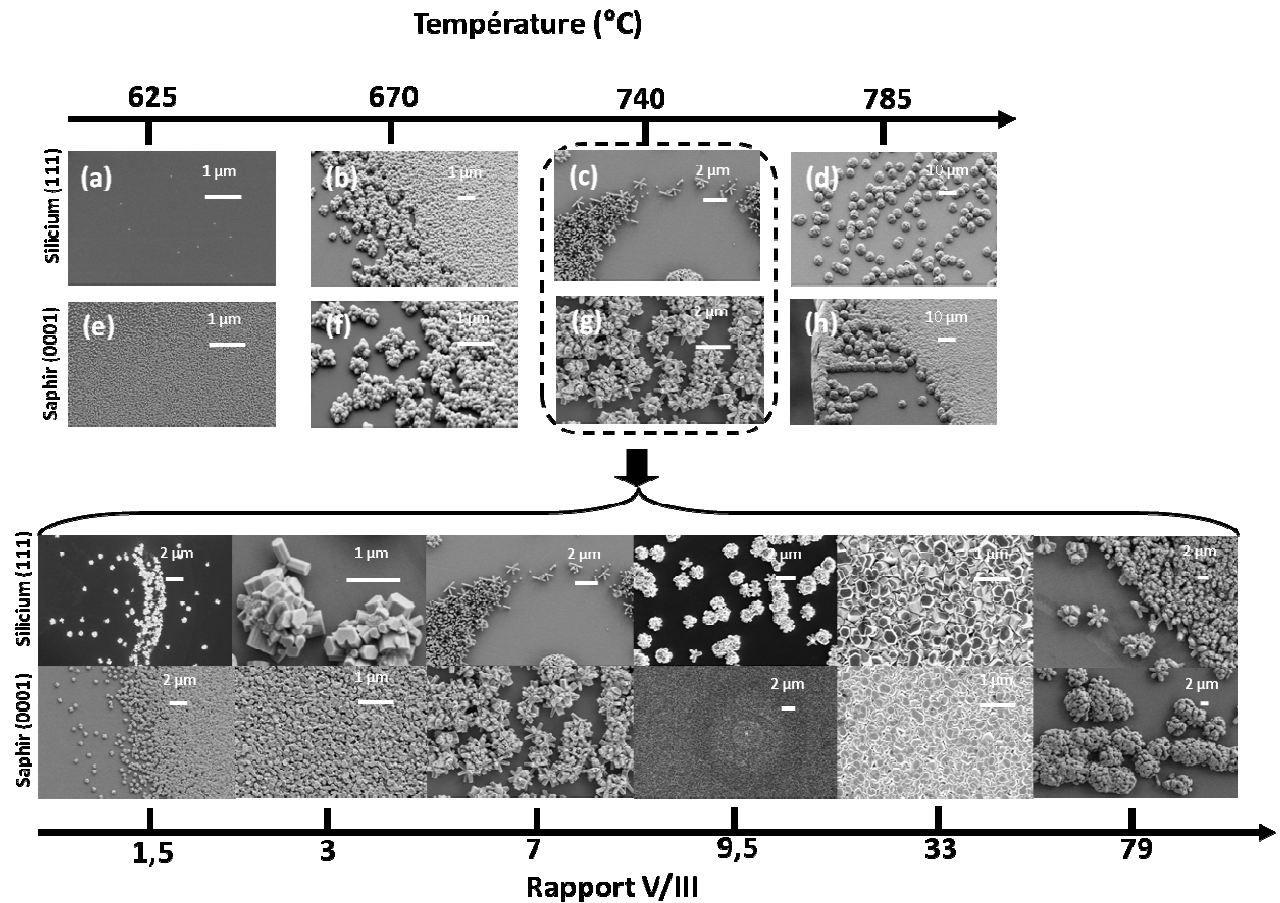 Température (°C)
625 670 740 785
Silicium (111)
(a) 1 µm
(b) 1 µm
(c) 2 µm
(d) 10 µm
Saphir (0001)
(e) 1 µm
(f) 1 µm
(g) 2 µm
(h) 10 µm
Silicium (111)
2 µm 1 µm 2 µm 2 µm 1 µm 2 µm
Saphir (0001)
2 µm 1 µm 2 µm 1 µm 2 µm
1,5 3 7 9,5 33 79
Rapport V/III